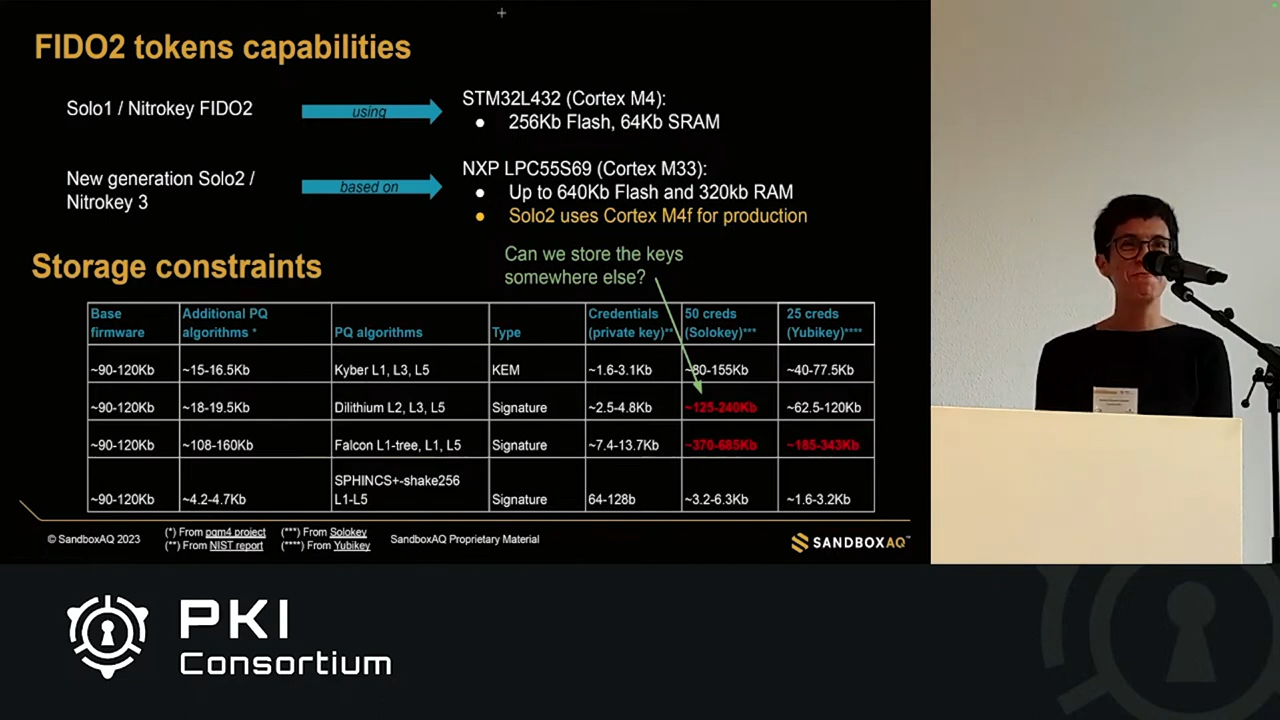 FIDO2 tokens capabilities
Solo1 / Nitrokey FIDO2
using
STM32L432 (Cortex M4):
● 256Kb Flash, 64Kb SRAM
New generation Solo2 /
Nitrokey 3
based on
NXP LPC55S69 (Cortex M33):
● Up to 640Kb Flash and 320kb RAM
● Solo2 uses Cortex M4f for production
Storage constraints
Can we store the keys
somewhere else?
Base firmware | Additional PQ algorithms * | PQ algorithms | Type | Credentials (private key)** | 50 creds (Solokey)*** | 25 creds (Yubikey)****
~90-120Kb | ~15-16.5Kb | Kyber L1, L3, L5 | KEM | ~1.6-3.1Kb | ~80-155Kb | ~40-77.5Kb
~90-120Kb | ~18-19.5Kb | Dilithium L2, L3, L5 | Signature | ~2.5-4.8Kb | ~125-240Kb | ~62.5-120Kb
~90-120Kb | ~108-160Kb | Falcon L1-tree, L1, L5 | Signature | ~7.4-13.7Kb | ~370-685Kb | ~185-343Kb
~90-120Kb | ~4.2-4.7Kb | SPHINCS+-shake256 L1-L5 | Signature | 64-128b | ~3.2-6.3Kb | ~1.6-3.2Kb
© SandboxAQ 2023
(*) From pqm4 project
(**) From NIST report
(***) From Solokey
(****) From Yubikey
SandboxAQ Proprietary Material
SANDBOXAQ™
PKI
Consortium